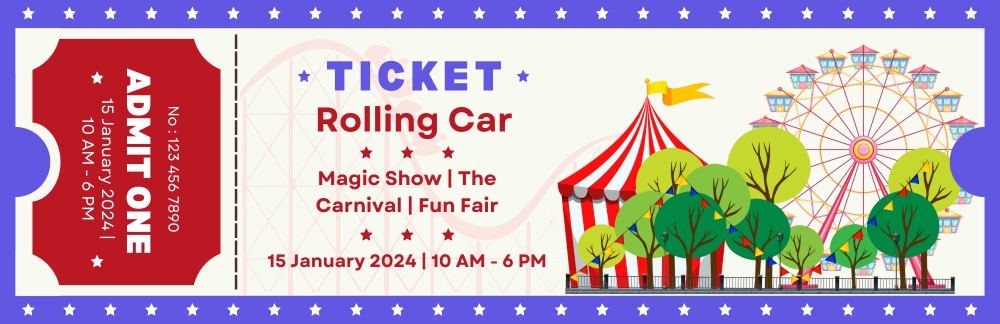 No : 123 456 7890
ADMIT ONE
15 January 2024 |
10 AM - 6 PM
TICKET
Rolling Car
Magic Show | The
Carnival | Fun Fair
15 January 2024 | 10 AM - 6 PM